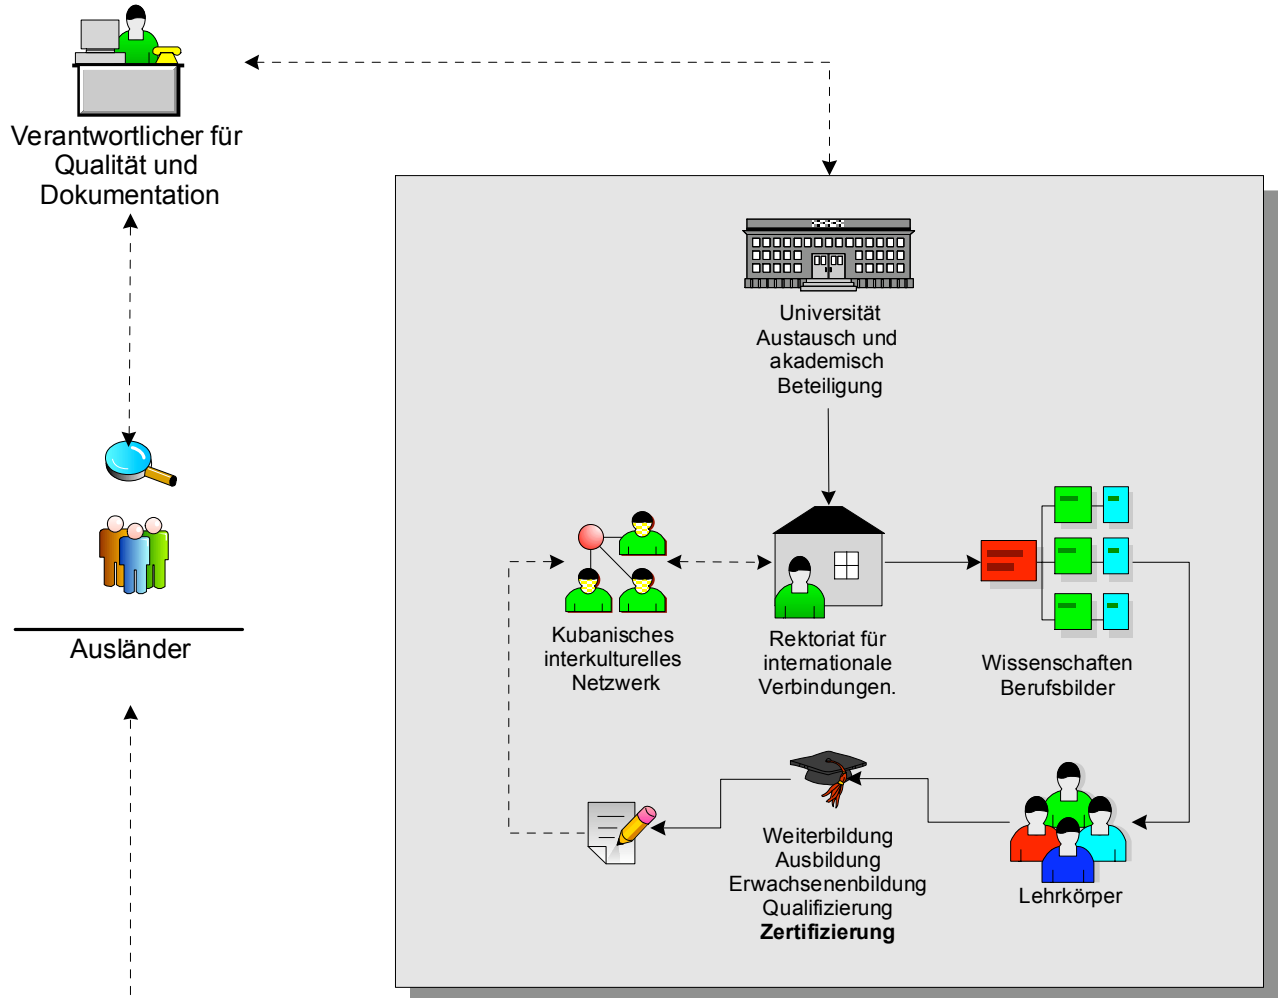 Verantwortlicher für
Qualität und
Dokumentation
Universität
Austausch und
akademisch
Beteiligung
Kubanisches
interkulturelles
Netzwerk
Rektoriat für
internationale
Verbindungen.
Wissenschaften
Berufsbilder
Ausländer
Weiterbildung
Ausbildung
Erwachsenenbildung
Qualifizierung
Zertifizierung
Lehrkörper